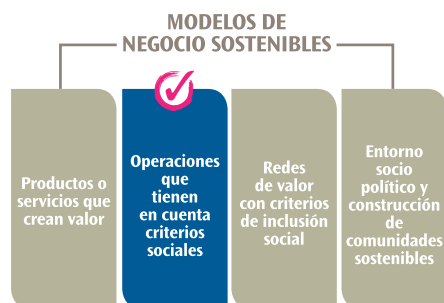 MODELOS DE
NEGOCIO SOSTENIBLES
Productos o
servicios que
crean valor
Operaciones
que
tienen
en cuenta
criterios
sociales
Redes
de valor
con criterios
de inclusión
social
Entorno
socio
político y
construcción
de
comunidades
sostenibles